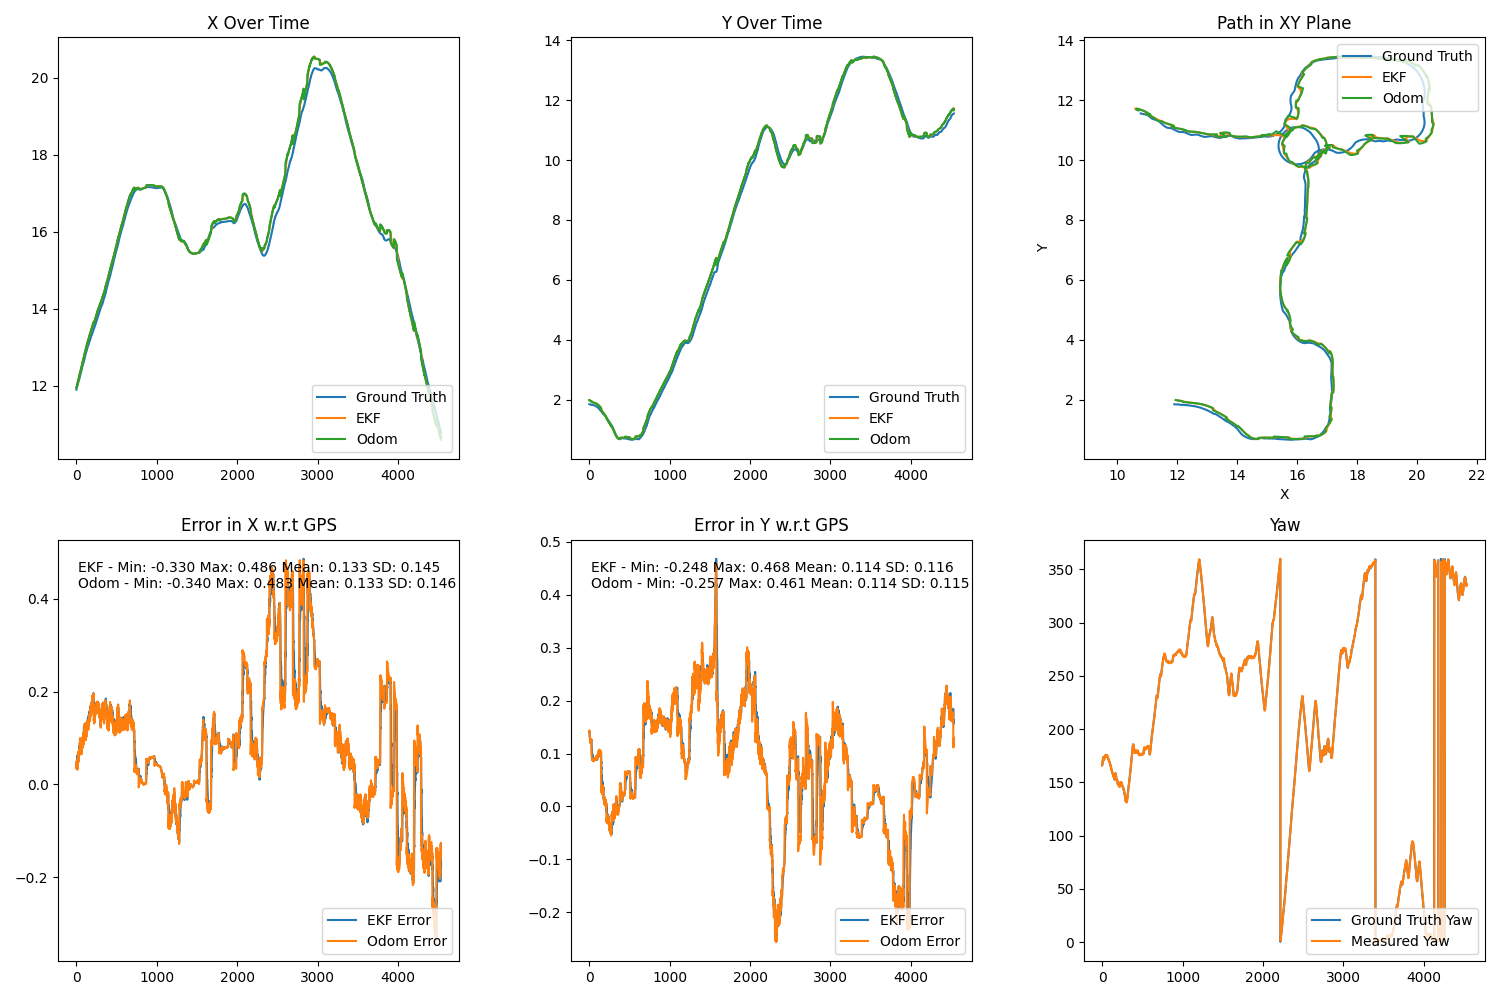 X Over Time
20
18
16
14
12
0 1000 2000 3000 4000
Ground Truth
EKF
Odom
Y Over Time
14
12
10
8
6
4
2
0 1000 2000 3000 4000
Ground Truth
EKF
Odom
Path in XY Plane
14
12
10
8
6
4
2
Y
10 12 14 16 18 20 22
X
Ground Truth
EKF
Odom
Error in X w.r.t GPS
EKF - Min: -0.330 Max: 0.486 Mean: 0.133 SD: 0.145
Odom - Min: -0.340 Max: 0.483 Mean: 0.133 SD: 0.146
0.4
0.2
0.0
−0.2
0 1000 2000 3000 4000
EKF Error
Odom Error
Error in Y w.r.t GPS
EKF - Min: -0.248 Max: 0.468 Mean: 0.114 SD: 0.116
Odom - Min: -0.257 Max: 0.461 Mean: 0.114 SD: 0.115
0.5
0.4
0.3
0.2
0.1
0.0
−0.1
−0.2
0 1000 2000 3000 4000
EKF Error
Odom Error
Yaw
350
300
250
200
150
100
50
0
0 1000 2000 3000 4000
Ground Truth Yaw
Measured Yaw